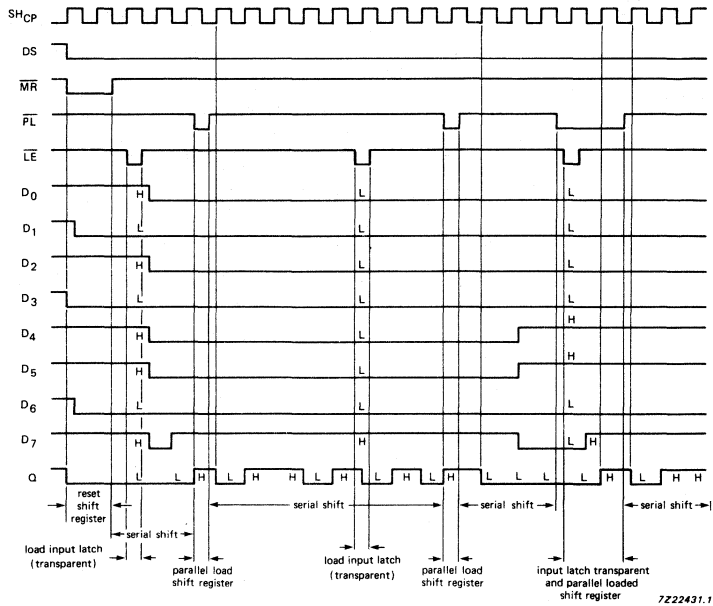 SHCP
DS
MR
PL
LE
D0 H L L
D1 L L L
D2 H L L
D3 L L L
H
D4 H L
H
D5 H L
D6 L L L
D7 H H L H
Q L L H L H H L H L H L H L L L L H L H H
reset
shift
register
serial shift
serial shift
serial shift
serial shift
load input latch
(transparent)
parallel load
shift register
load input latch
(transparent)
parallel load
shift register
input latch transparent
and parallel loaded
shift register
7Z22431.1